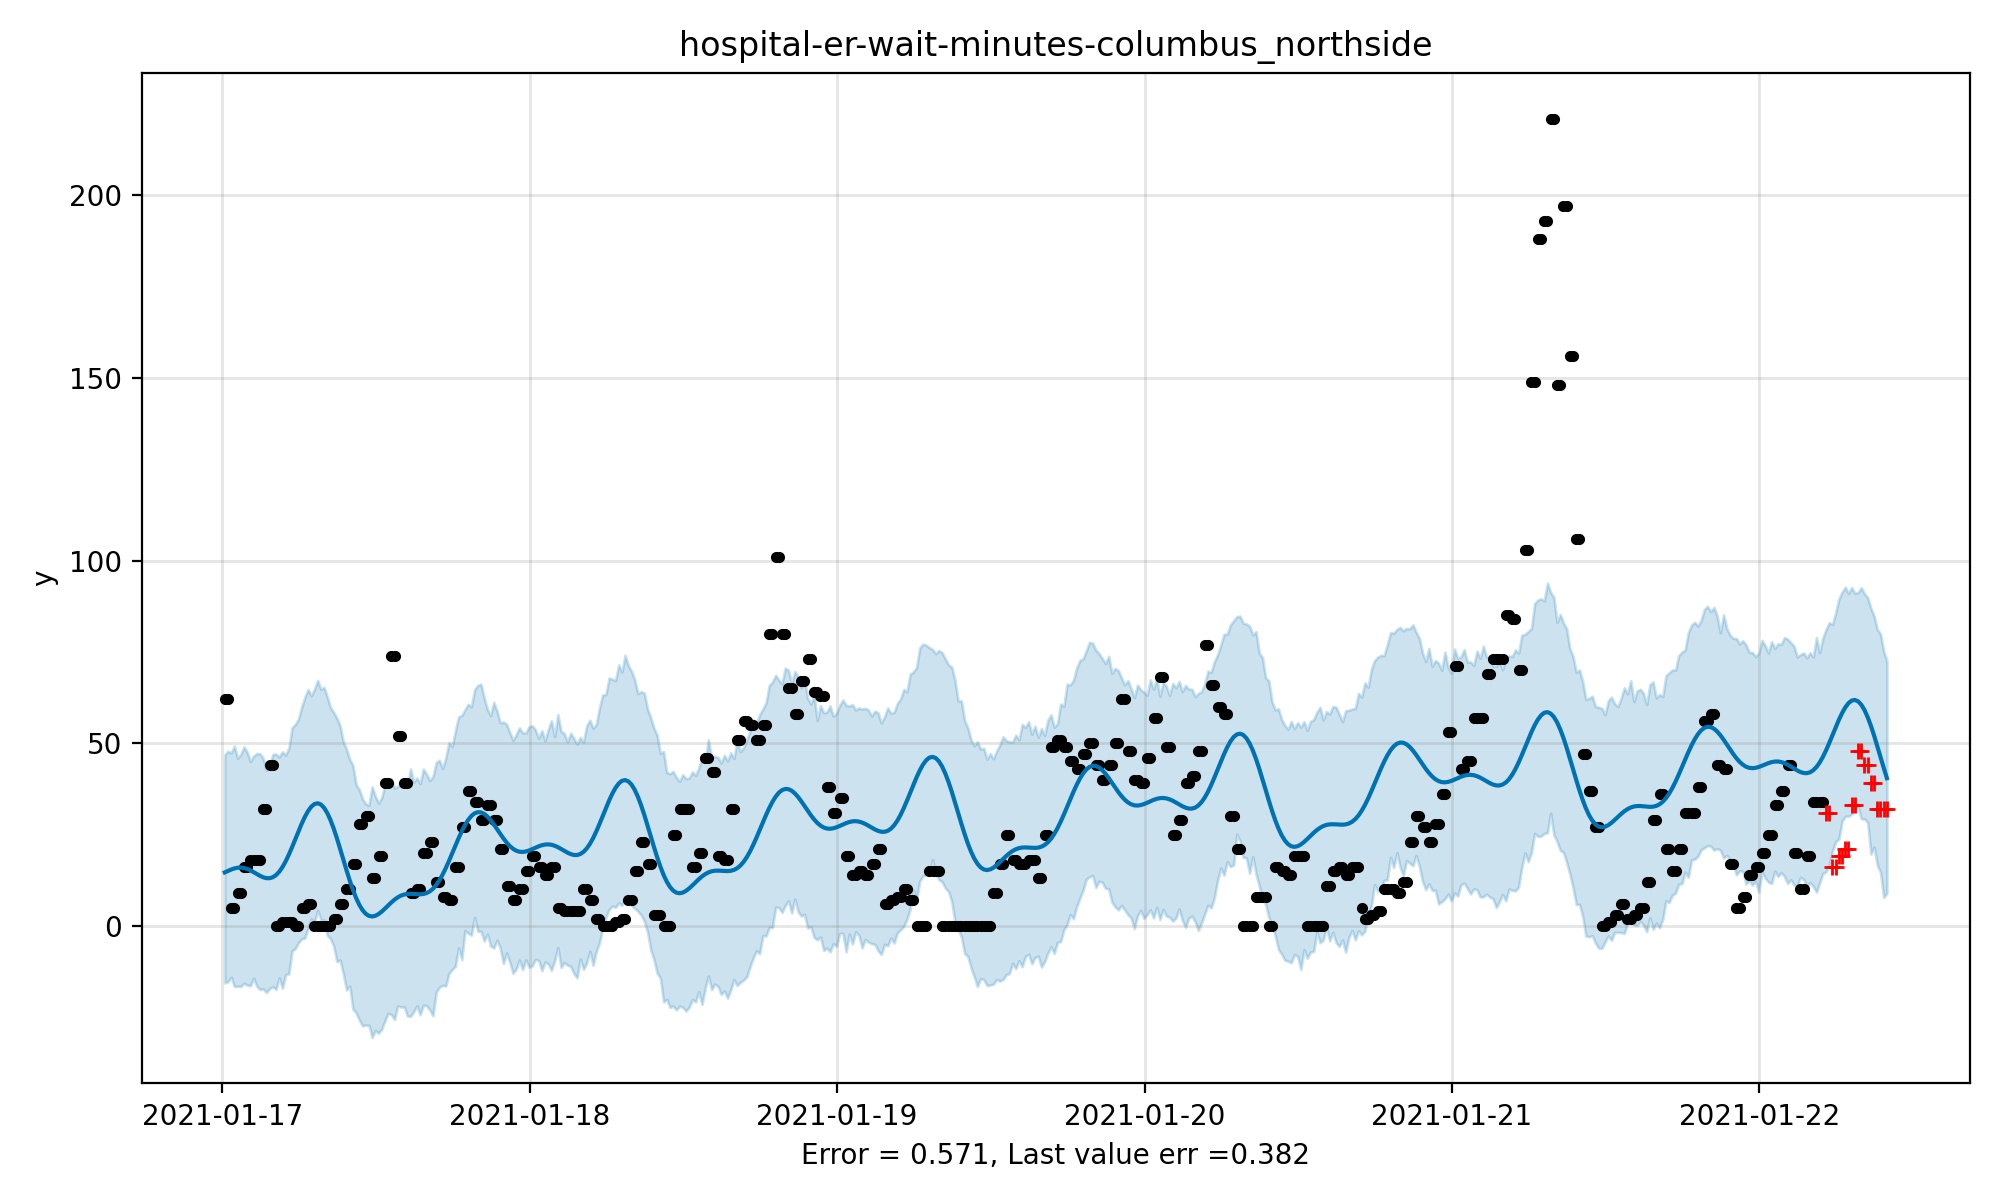 hospital-er-wait-minutes-columbus_northside
200
150
100
50
0
y
2021-01-17 2021-01-18 2021-01-19 2021-01-20 2021-01-21 2021-01-22
Error = 0.571, Last value err =0.382